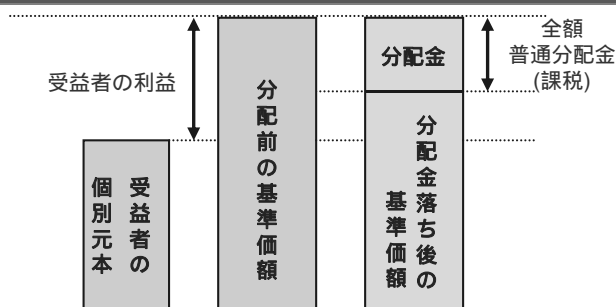 受益者の利益
受益者の
個別元本
分配前の基準価額
分配金
分配金落ち後の
基準価額
全額
普通分配金
(課税)